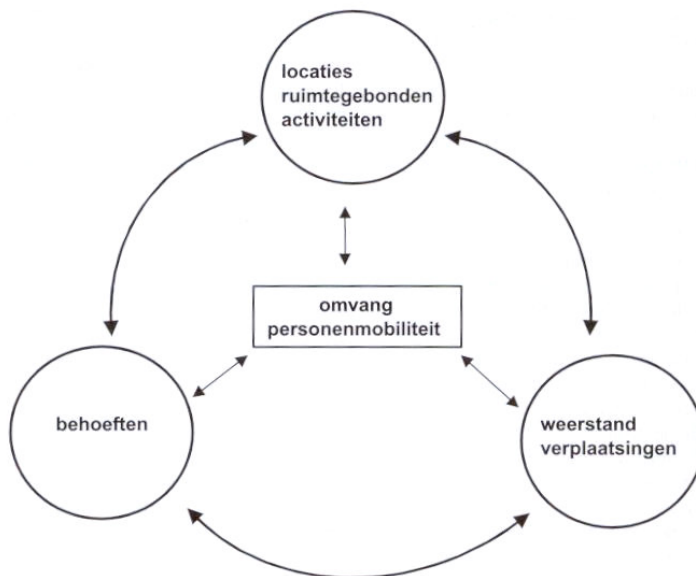 locaties
ruimtegebonden
activiteiten
omvang
personenmobiliteit
behoeften
weerstand
verplaatsingen